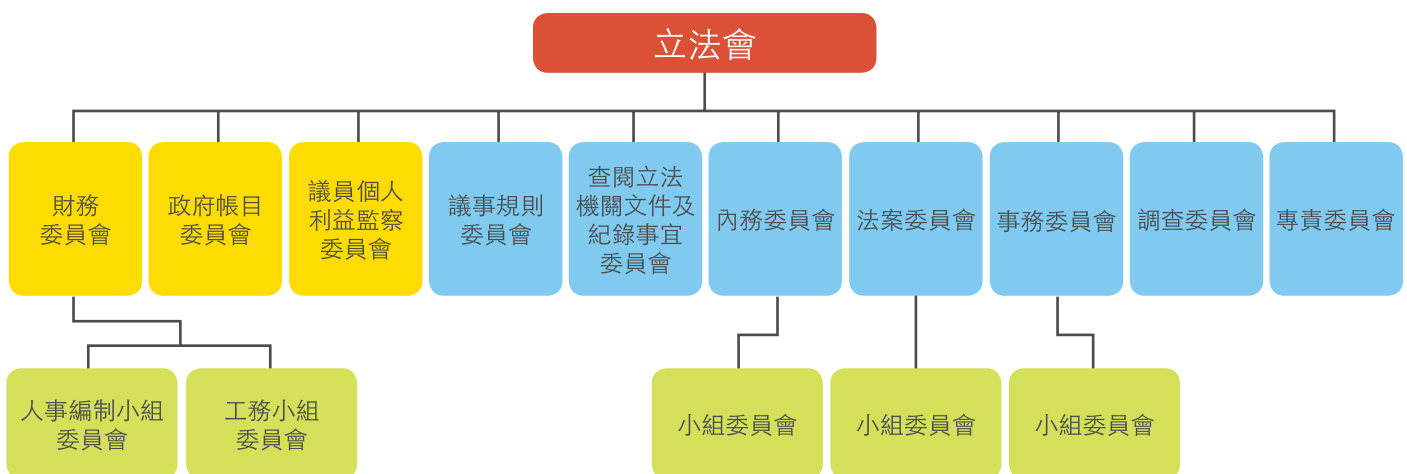 立法會
財務
委員會
政府帳目
委員會
議員個人
利益監察
委員會
議事規則
委員會
查閱立法
機關文件及
紀錄事宜
委員會
內務委員會
法案委員會
事務委員會
調查委員會
專責委員會
人事編制小組
委員會
工務小組
委員會
小組委員會
小組委員會
小組委員會